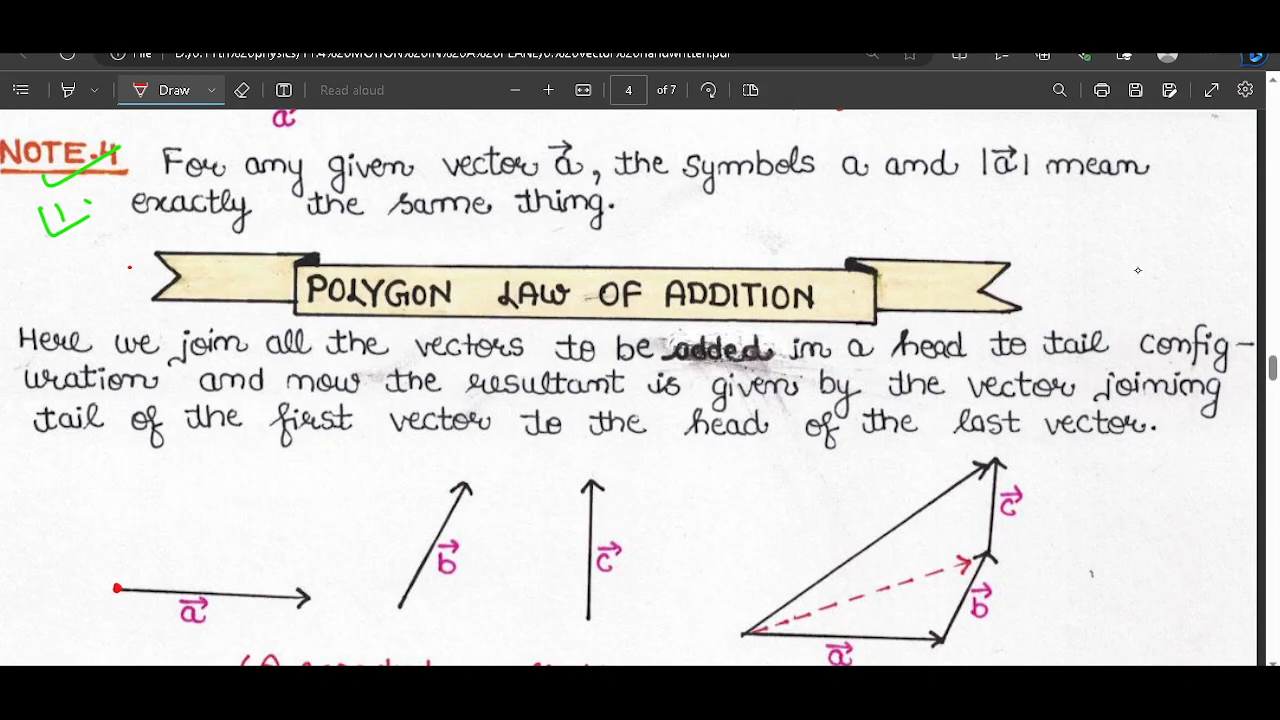 File
Draw
Read aloud
4 of 7
a
NOTE.4 For any given vector a⃗, the symbols a and |a⃗| mean
exactly the same thing.
POLYGON LAW OF ADDITION
Here we join all the vectors to be added in a head to tail config-
uration and now the resultant is given by the vector joining
tail of the first vector to the head of the last vector.
a⃗
b⃗
c⃗
c⃗
b⃗
a⃗